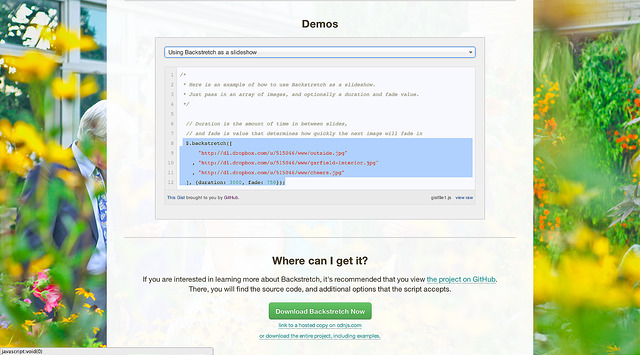 Demos
Using Backstretch as a slideshow
1 /*
2 * Here is an example of how to use Backstretch as a slideshow.
3 * Just pass in an array of images, and optionally a duration and fade value.
4 */
5
6 // Duration is the amount of time in between slides,
7 // and fade is value that determines how quickly the next image will fade in
8 $.backstretch([
9 "http://dl.dropbox.com/u/515046/www/outside.jpg"
10 , "http://dl.dropbox.com/u/515046/www/garfield-interior.jpg"
11 , "http://dl.dropbox.com/u/515046/www/cheers.jpg"
12 ], {duration: 3000, fade: 750});
This Gist brought to you by GitHub. gistfile1.js view raw
Where can I get it?
If you are interested in learning more about Backstretch, it's recommended that you view the project on GitHub.
There, you will find the source code, and additional options that the script accepts.
Download Backstretch Now
link to a hosted copy on cdnjs.com
or download the entire project, including examples.
javascript:void(0)